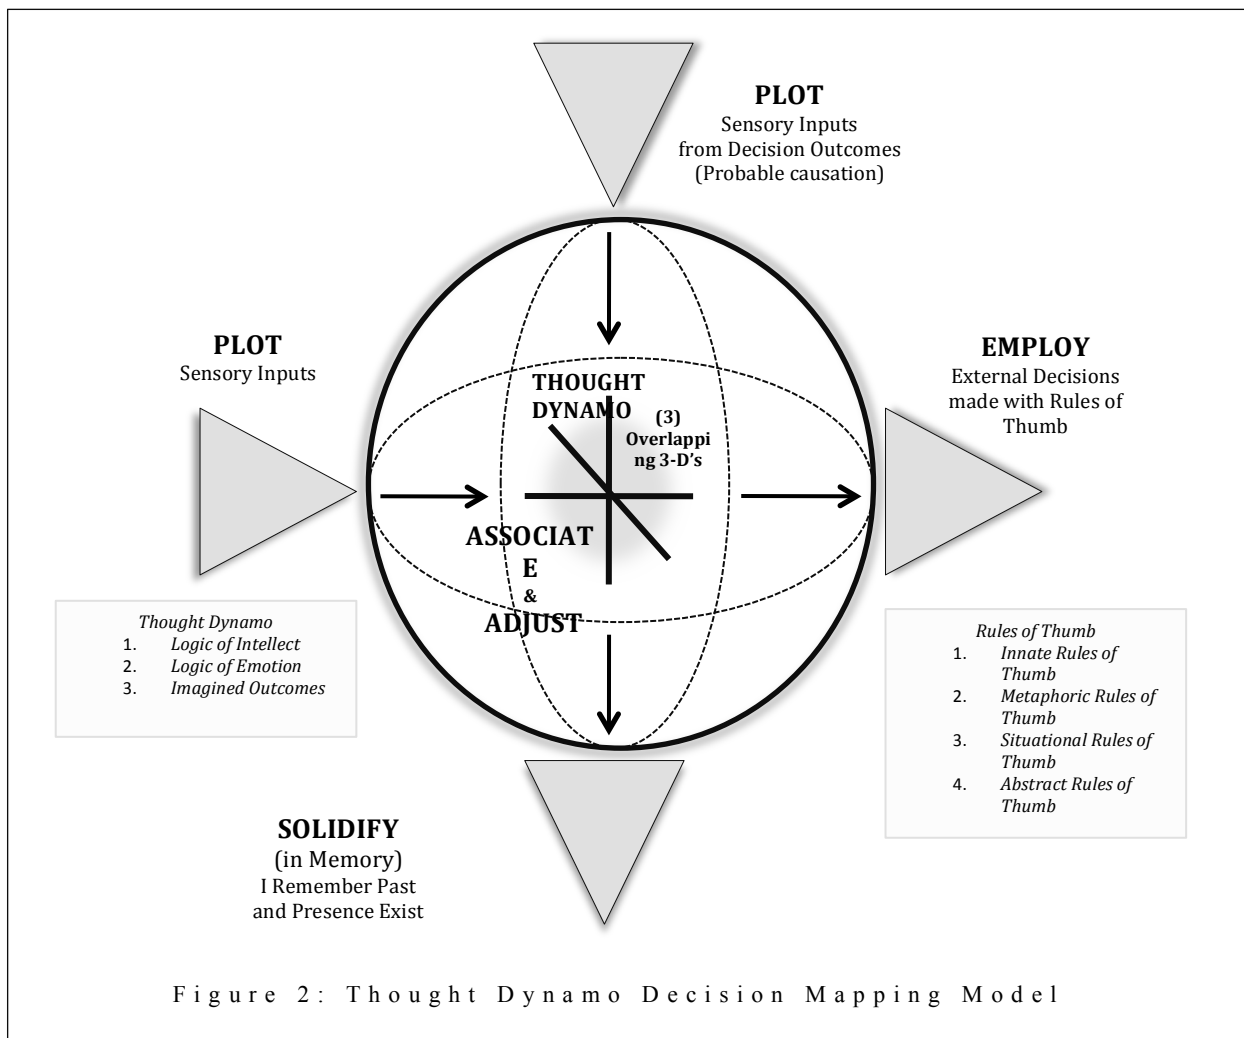 PLOT
Sensory Inputs
from Decision Outcomes
(Probable causation)
PLOT
Sensory Inputs
EMPLOY
External Decisions
made with Rules of
Thumb
THOUGHT
DYNAMO
(3)
Overlappi
ng 3-D's
ASSOCIAT
E
&
ADJUST
Thought Dynamo
1. Logic of Intellect
2. Logic of Emotion
3. Imagined Outcomes
Rules of Thumb
1. Innate Rules of
Thumb
2. Metaphoric Rules of
Thumb
3. Situational Rules of
Thumb
4. Abstract Rules of
Thumb
SOLIDIFY
(in Memory)
I Remember Past
and Presence Exist
Figure 2: Thought Dynamo Decision Mapping Model